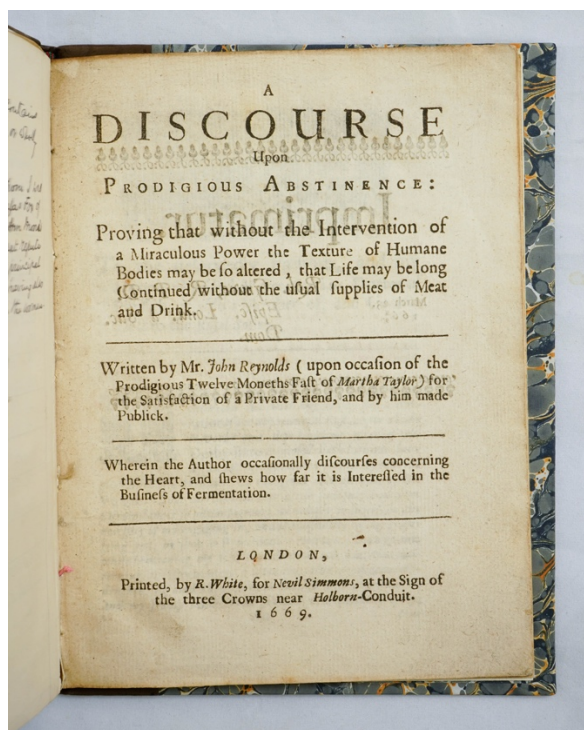 A
DISCOURSE
Upon
PRODIGIOUS ABSTINENCE:
Proving that without the Intervention of
a Miraculous Power the Texture of Humane
Bodies may be ſo altered, that Life may be long
Continued without the uſual ſupplies of Meat
and Drink.
Written by Mr. John Reynolds (upon occaſion of the
Prodigious Twelve Moneths Faſt of Martha Taylor) for
the Satisfaction of a Private Friend, and by him made
Publick.
Wherein the Author occaſionally diſcourſes concerning
the Heart, and ſhews how far it is Intereſſed in the
Buſineſs of Fermentation.
LONDON,
Printed, by R. White, for Nevil Simmons, at the Sign of
the three Crowns near Holborn-Conduit.
1669.
Imprimatur